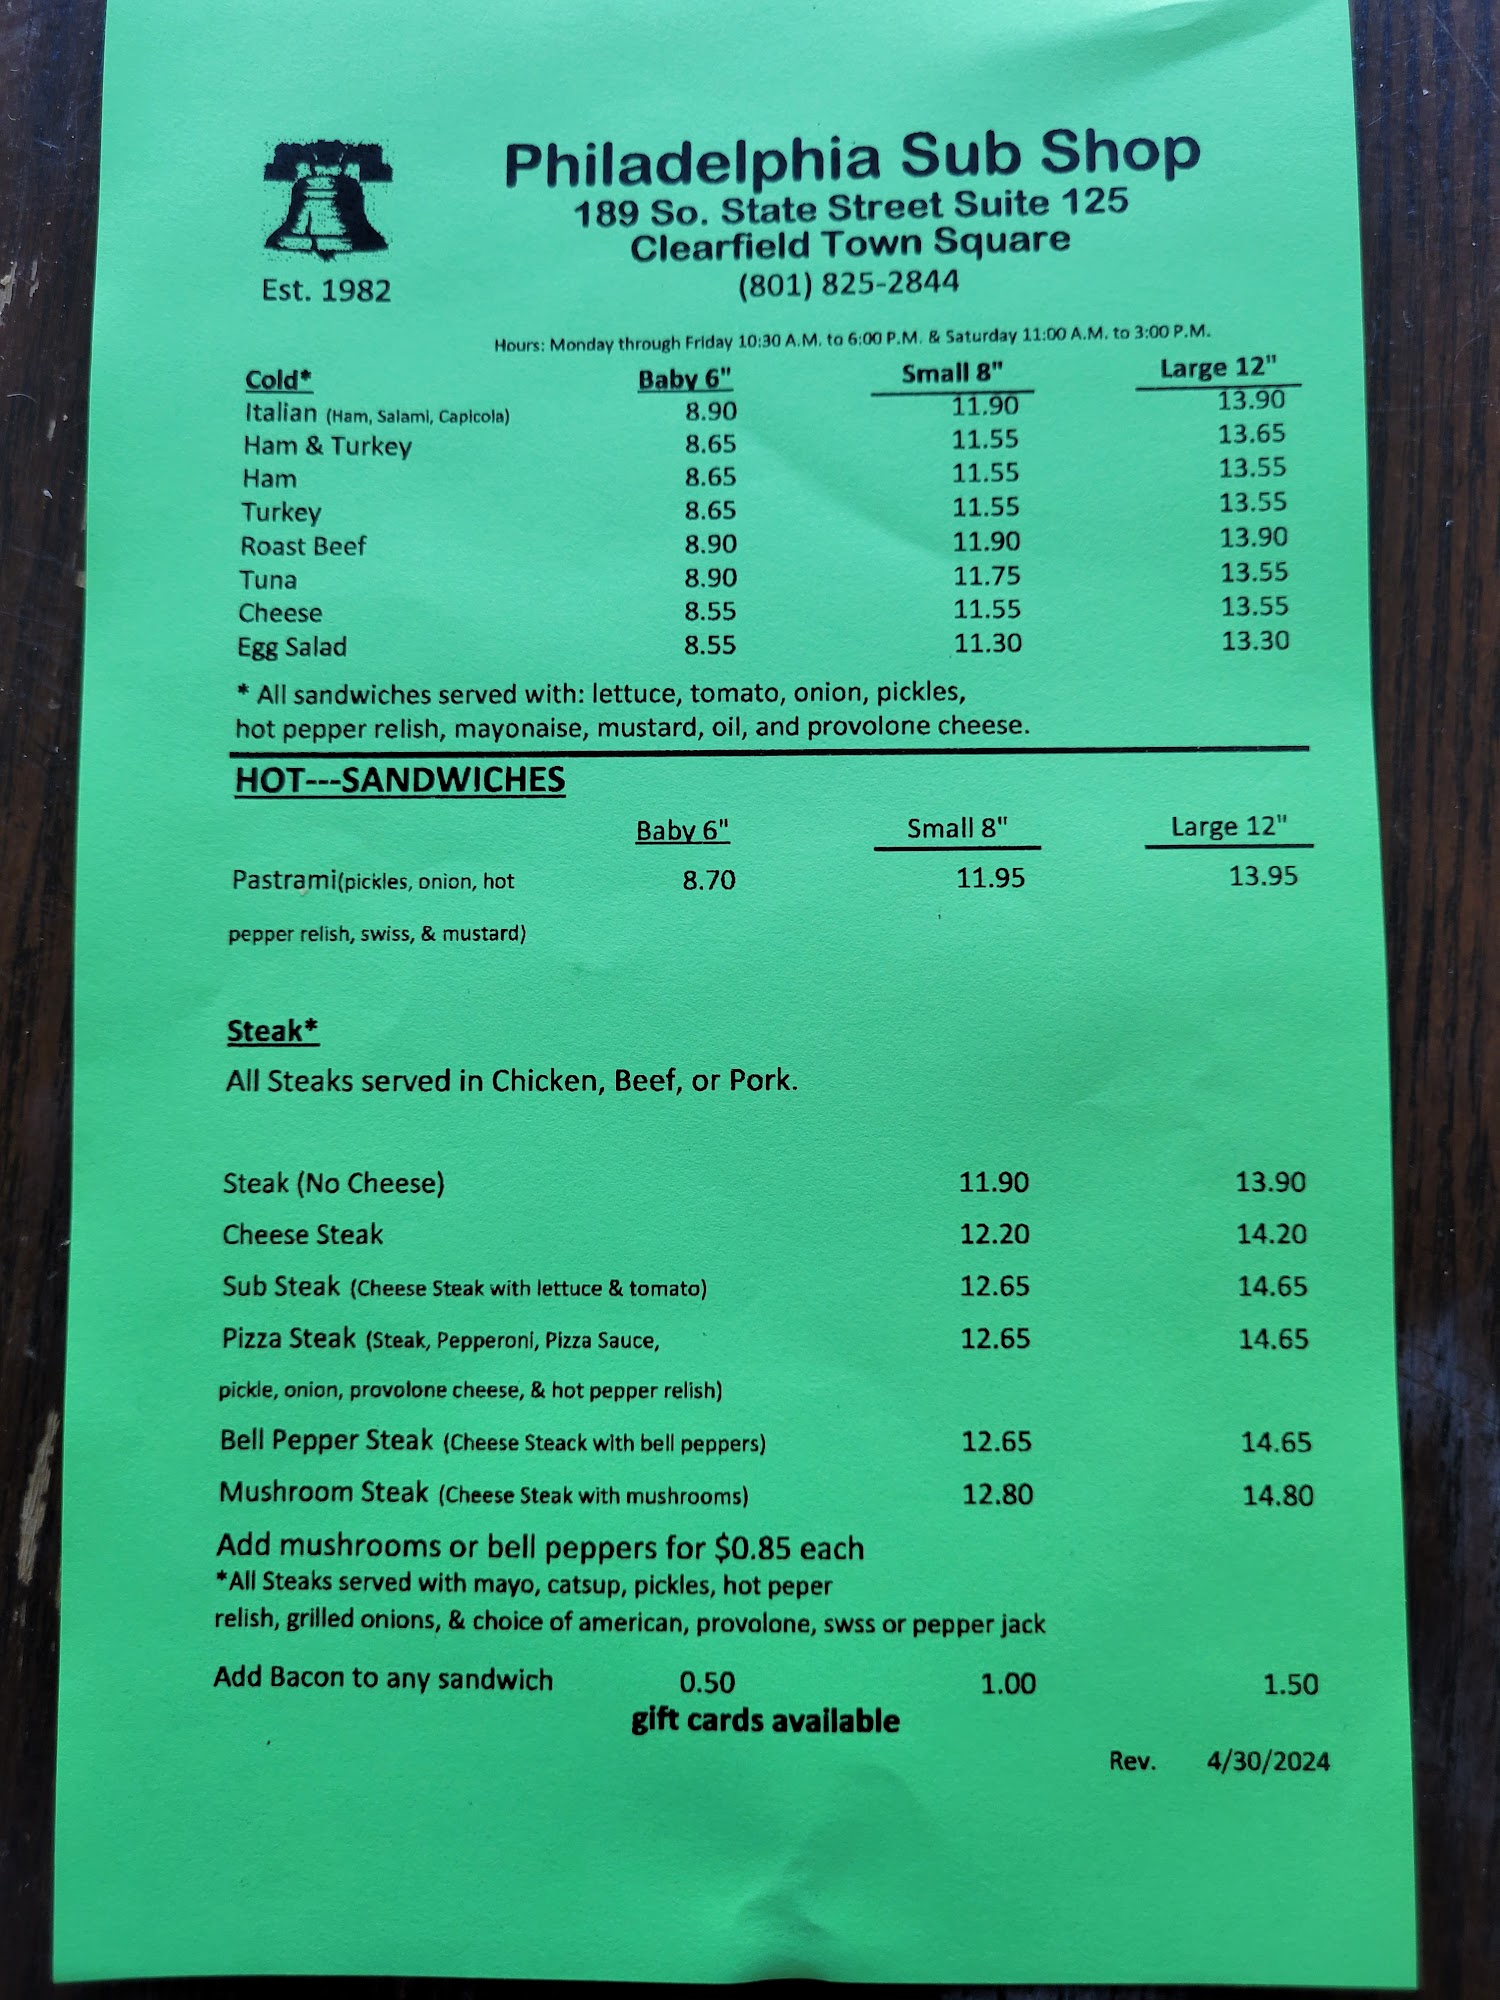 Philadelphia Sub Shop
189 So. State Street Suite 125
Clearfield Town Square
(801) 825-2844
Est. 1982
Hours: Monday through Friday 10:30 A.M. to 6:00 P.M. & Saturday 11:00 A.M. to 3:00 P.M.
Cold* Baby 6" Small 8" Large 12"
Italian (Ham, Salami, Capicola) 8.90 11.90 13.90
Ham & Turkey 8.65 11.55 13.65
Ham 8.65 11.55 13.55
Turkey 8.65 11.55 13.55
Roast Beef 8.90 11.90 13.90
Tuna 8.90 11.75 13.55
Cheese 8.55 11.55 13.55
Egg Salad 8.55 11.30 13.30
* All sandwiches served with: lettuce, tomato, onion, pickles,
hot pepper relish, mayonaise, mustard, oil, and provolone cheese.
HOT---SANDWICHES
Baby 6" Small 8" Large 12"
Pastrami(pickles, onion, hot 8.70 11.95 13.95
pepper relish, swiss, & mustard)
Steak*
All Steaks served in Chicken, Beef, or Pork.
Steak (No Cheese) 11.90 13.90
Cheese Steak 12.20 14.20
Sub Steak (Cheese Steak with lettuce & tomato) 12.65 14.65
Pizza Steak (Steak, Pepperoni, Pizza Sauce, 12.65 14.65
pickle, onion, provolone cheese, & hot pepper relish)
Bell Pepper Steak (Cheese Steack with bell peppers) 12.65 14.65
Mushroom Steak (Cheese Steak with mushrooms) 12.80 14.80
Add mushrooms or bell peppers for $0.85 each
*All Steaks served with mayo, catsup, pickles, hot peper
relish, grilled onions, & choice of american, provolone, swss or pepper jack
Add Bacon to any sandwich 0.50 1.00 1.50
gift cards available
Rev. 4/30/2024